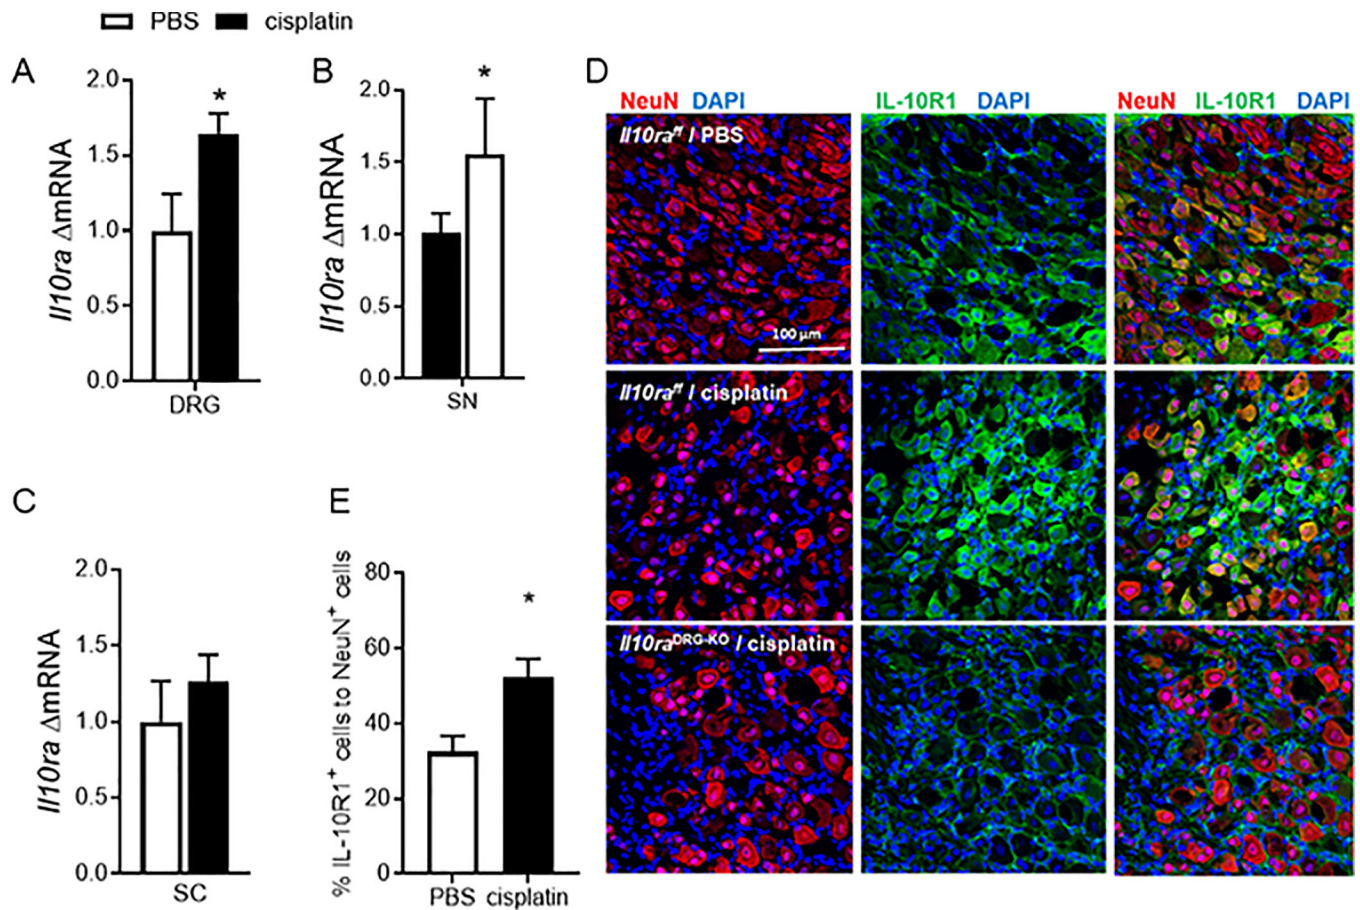 PBS cisplatin
A
2.0
1.5
1.0
0.5
0.0
Il10ra ΔmRNA
*
DRG
B
2.0
1.5
1.0
0.5
0.0
Il10ra ΔmRNA
*
SN
C
2.0
1.5
1.0
0.5
0.0
Il10ra ΔmRNA
SC
E
80
60
40
20
0
% IL-10R1+ cells to NeuN+ cells
*
PBS cisplatin
D
NeuN DAPI
IL-10R1 DAPI
NeuN IL-10R1 DAPI
Il10raf/f / PBS
100 µm
Il10raf/f / cisplatin
Il10raDRG-KO / cisplatin